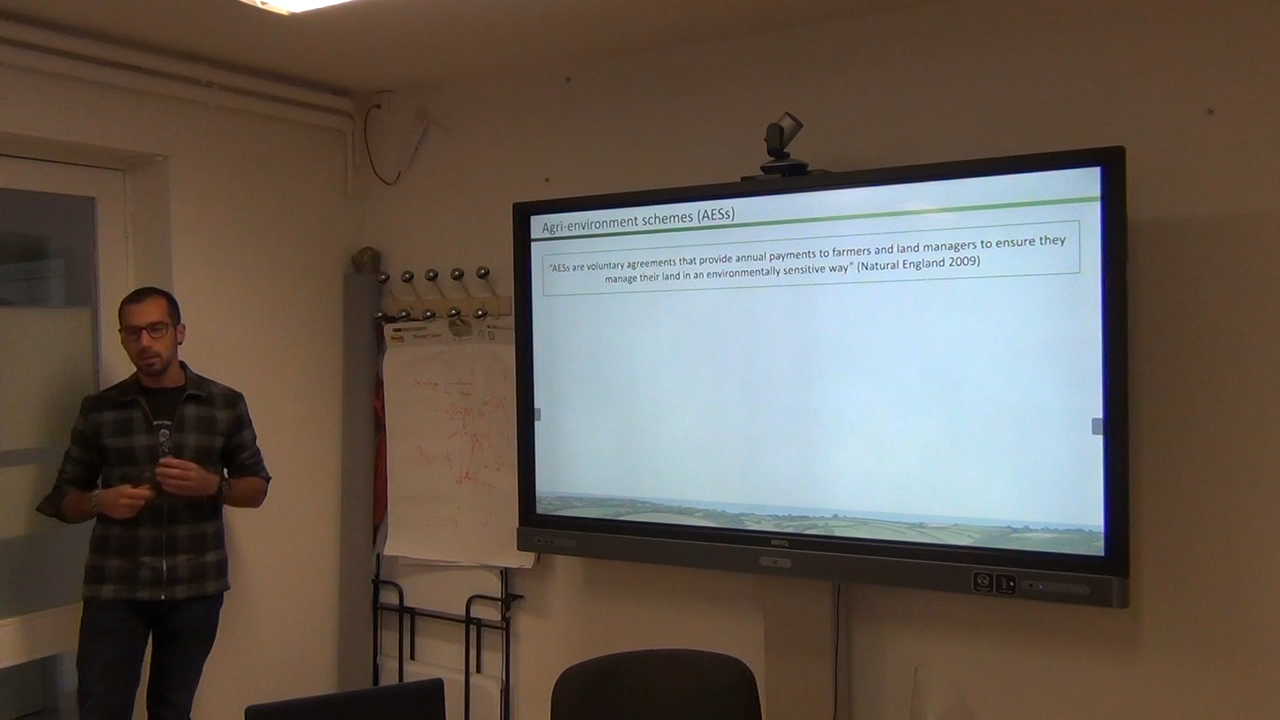 Agri-environment schemes (AESs)
"AESs are voluntary agreements that provide annual payments to farmers and land managers to ensure they
manage their land in an environmentally sensitive way" (Natural England 2009)
BenQ